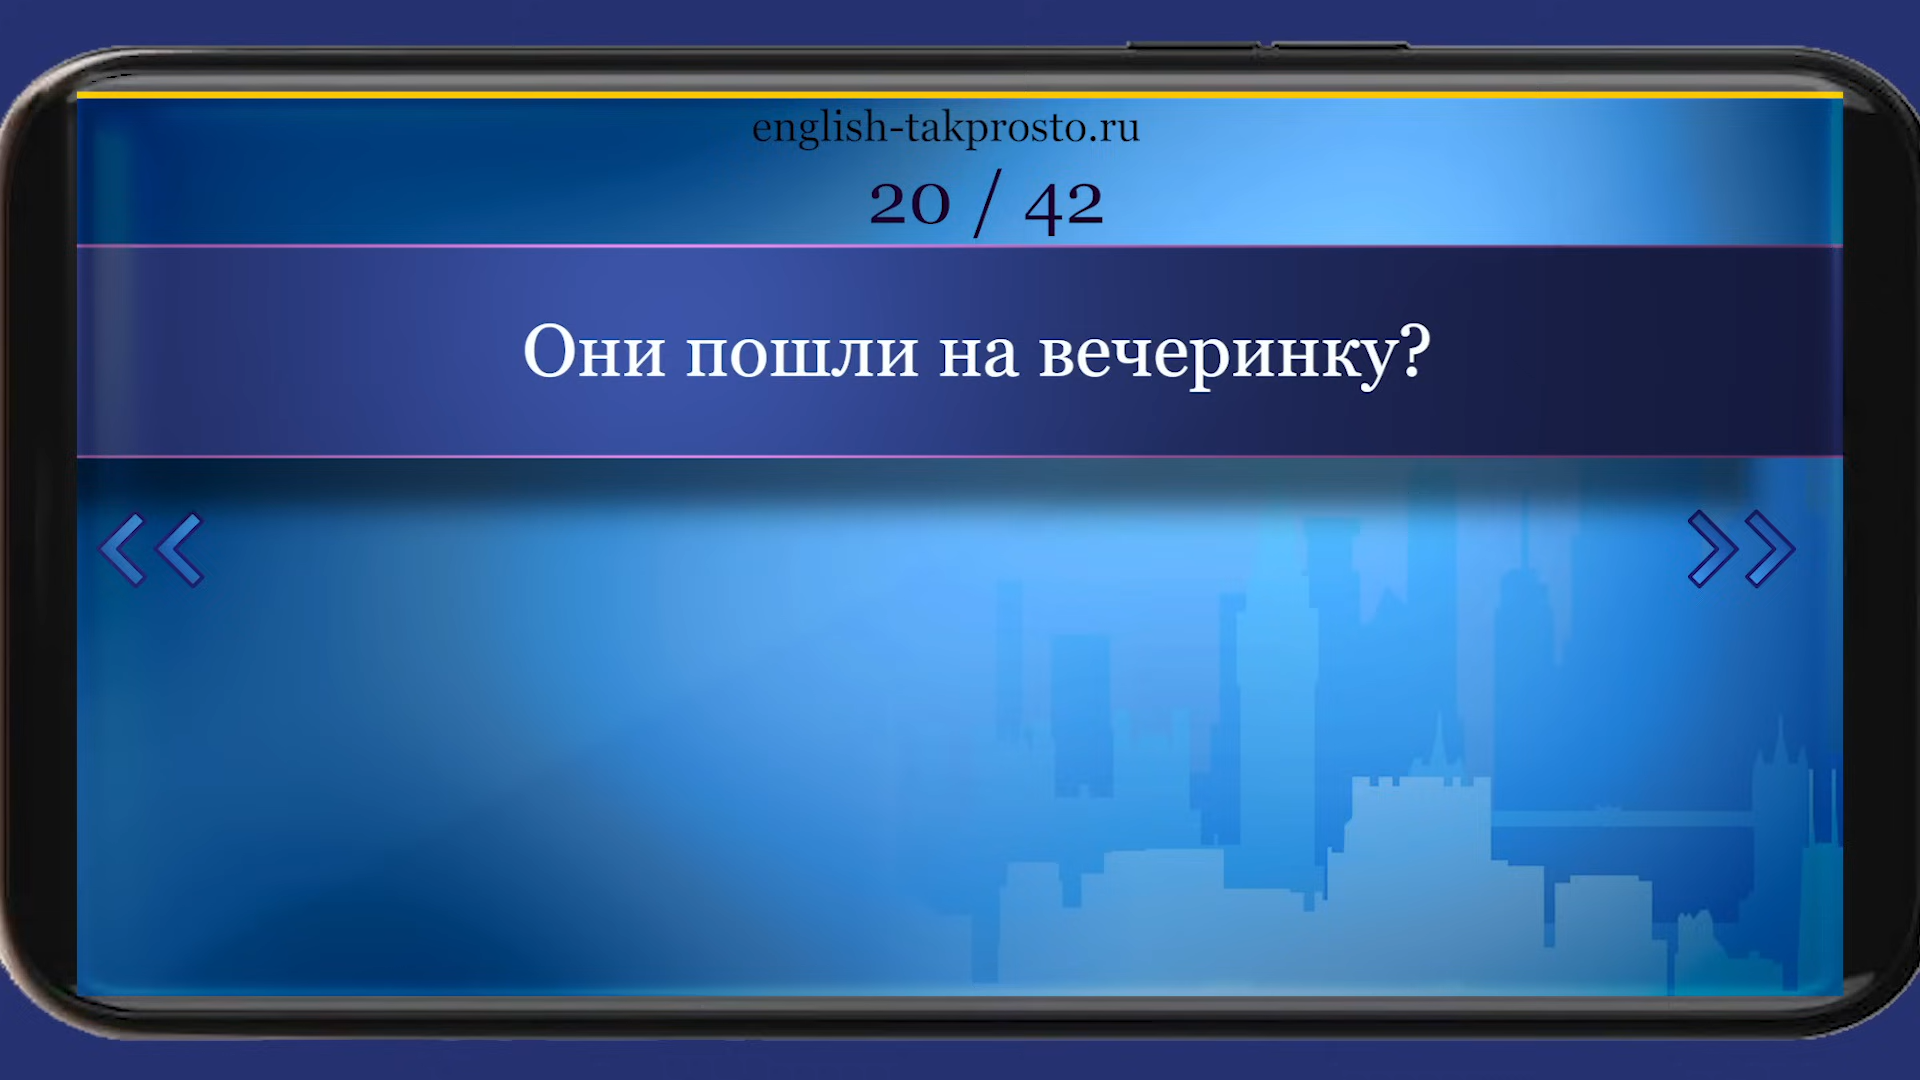 english-takprosto.ru
20 / 42
Они пошли на вечеринку?